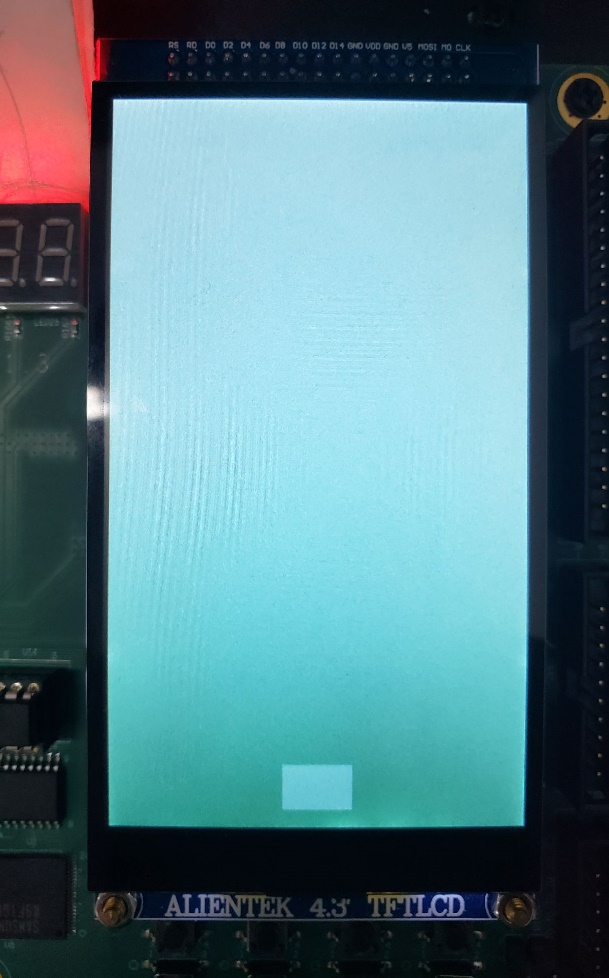 RS RD D0 D2 D4 D6 D8 D10 D12 D14 GND VDD GND V5 MOSI MO CLK
ALIENTEK 4.3' TFTLCD